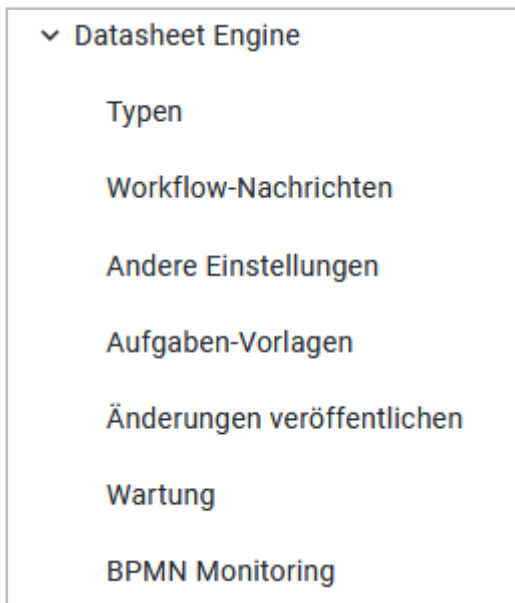 Datasheet Engine
Typen
Workflow-Nachrichten
Andere Einstellungen
Aufgaben-Vorlagen
Änderungen veröffentlichen
Wartung
BPMN Monitoring